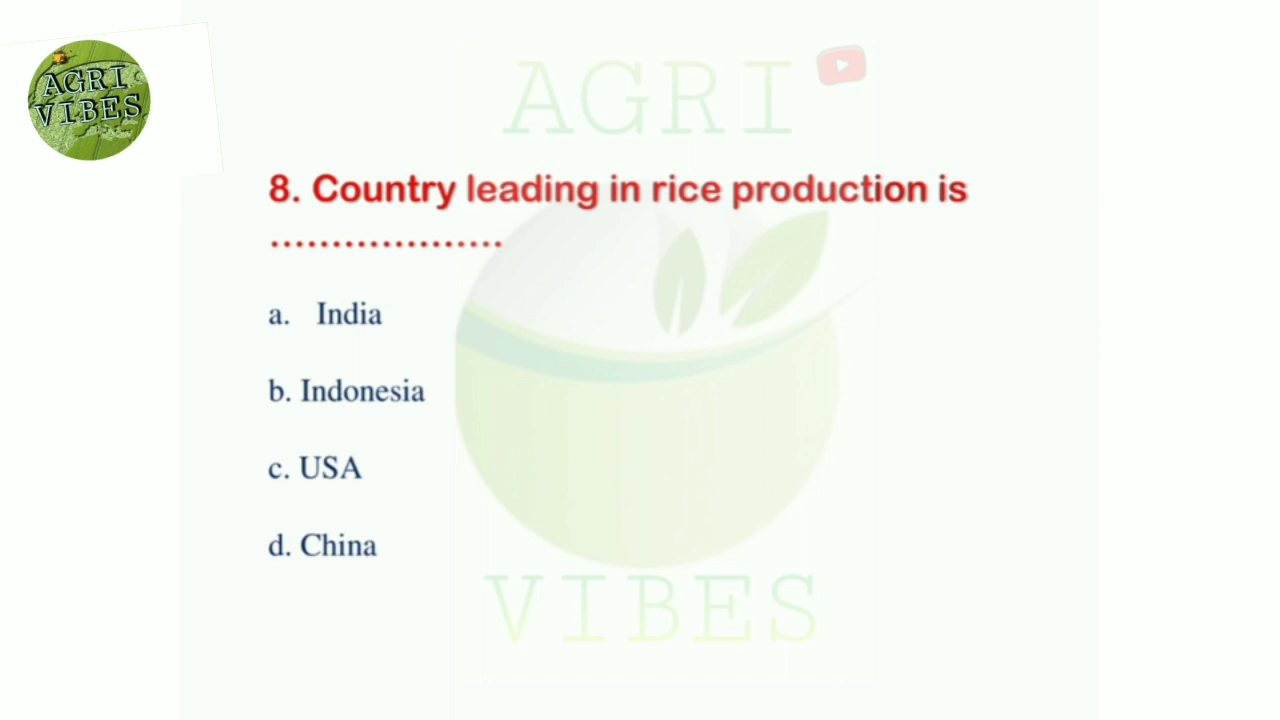 AGRI
VIBES
AGRI
8. Country leading in rice production is
...................
a. India
b. Indonesia
c. USA
d. China
VIBES